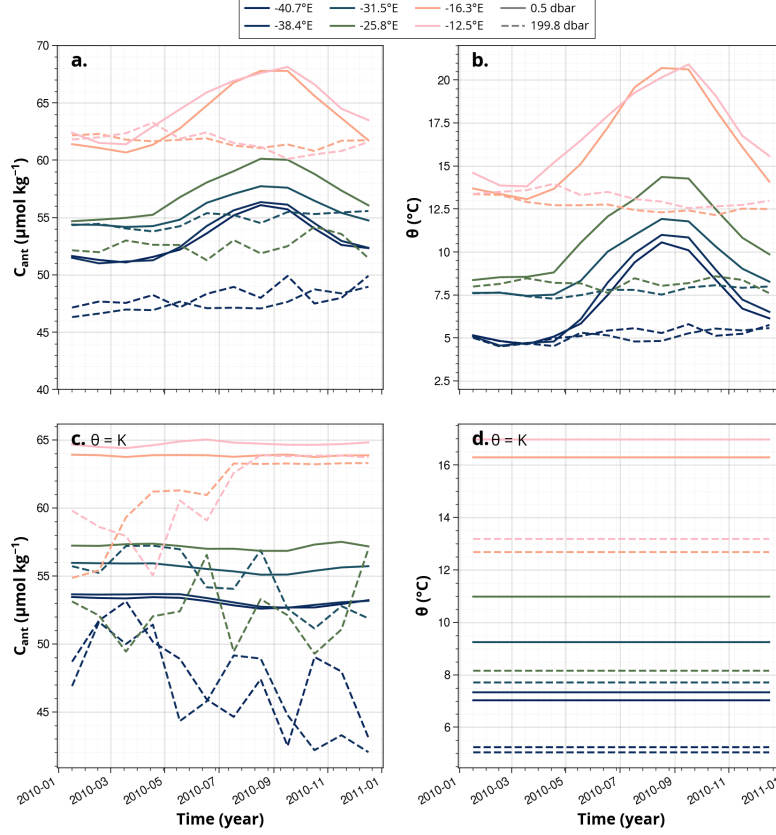 -40.7°E -31.5°E -16.3°E 0.5 dbar
-38.4°E -25.8°E -12.5°E 199.8 dbar
a.
70
65
60
55
50
45
40
C_ant (μmol kg⁻¹)
b.
20
17.5
15
12.5
10
7.5
5
2.5
θ (°C)
c. θ = K
65
60
55
50
45
C_ant (μmol kg⁻¹)
2010-01 2010-03 2010-05 2010-07 2010-09 2010-11 2011-01
Time (year)
d. θ = K
16
14
12
10
8
6
θ (°C)
2010-01 2010-03 2010-05 2010-07 2010-09 2010-11 2011-01
Time (year)